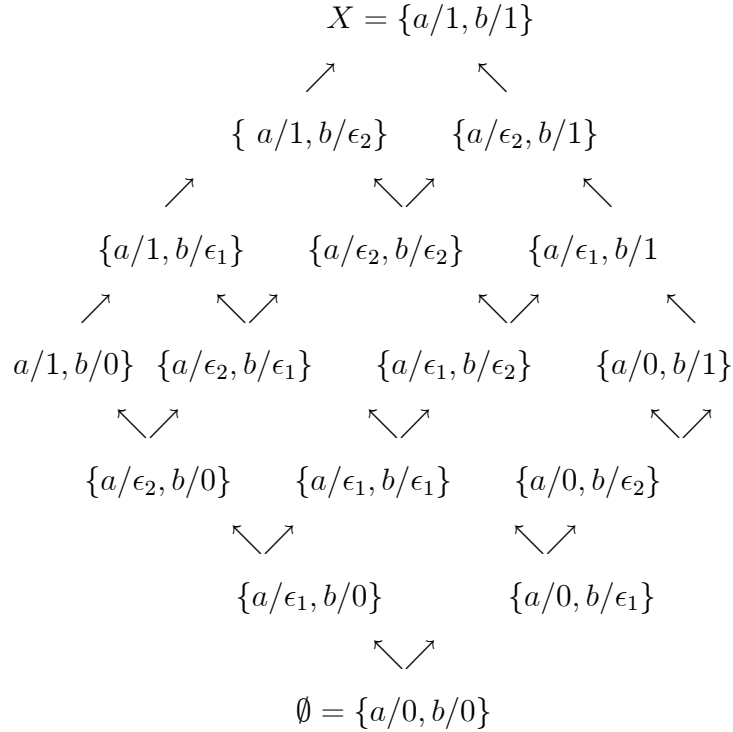 X = {a/1, b/1}
{ a/1, b/ϵ₂} {a/ϵ₂, b/1}
{a/1, b/ϵ₁} {a/ϵ₂, b/ϵ₂} {a/ϵ₁, b/1
a/1, b/0} {a/ϵ₂, b/ϵ₁} {a/ϵ₁, b/ϵ₂} {a/0, b/1}
{a/ϵ₂, b/0} {a/ϵ₁, b/ϵ₁} {a/0, b/ϵ₂}
{a/ϵ₁, b/0} {a/0, b/ϵ₁}
∅ = {a/0, b/0}